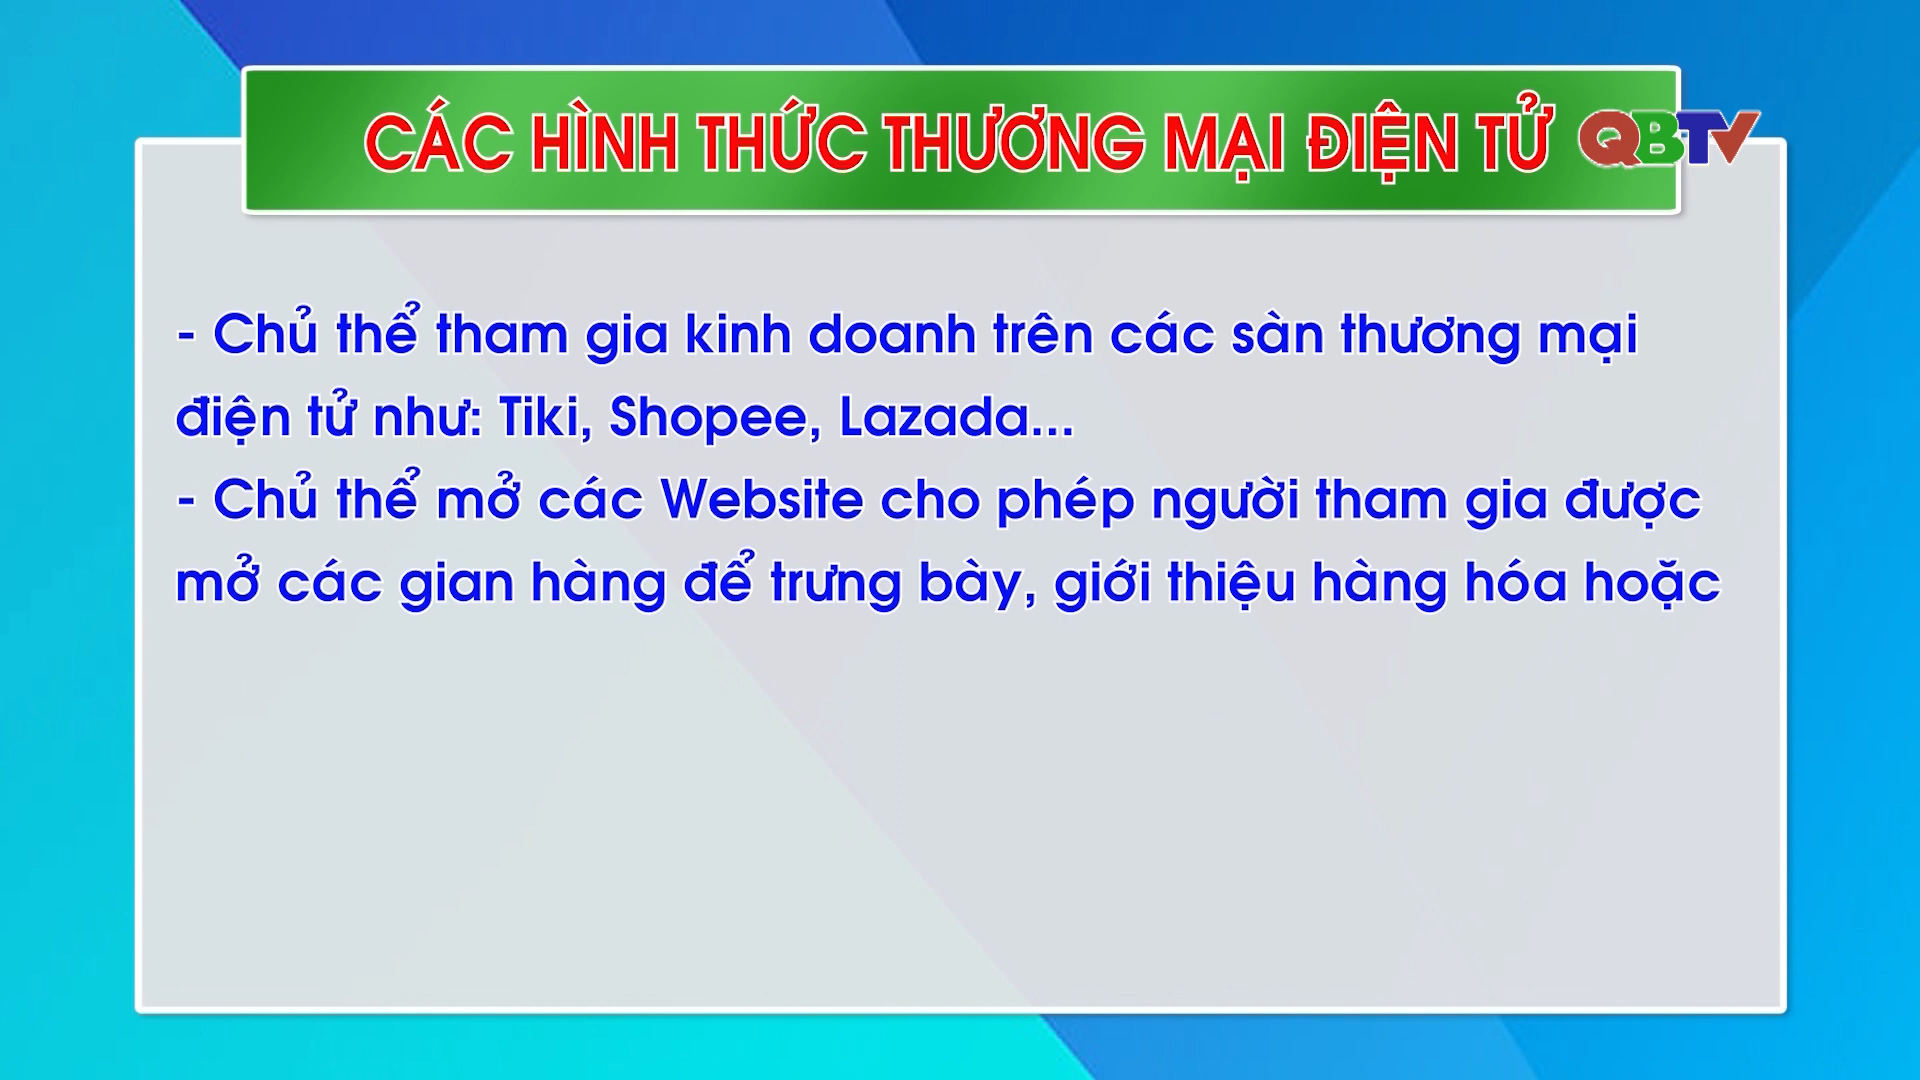 CÁC HÌNH THỨC THƯƠNG MẠI ĐIỆN TỬ
QBTV
- Chủ thể tham gia kinh doanh trên các sàn thương mại
điện tử như: Tiki, Shopee, Lazada...
- Chủ thể mở các Website cho phép người tham gia được
mở các gian hàng để trưng bày, giới thiệu hàng hóa hoặc